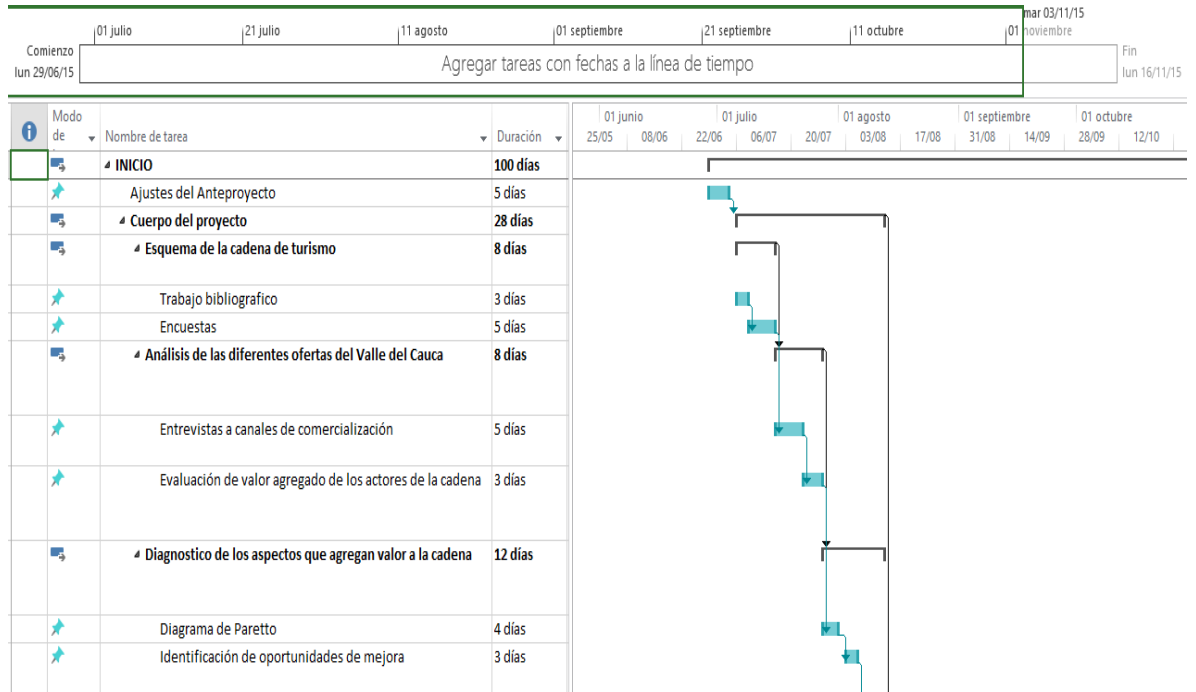 mar 03/11/15
01 julio 21 julio 11 agosto 01 septiembre 21 septiembre 11 octubre 01 noviembre
Comienzo
lun 29/06/15
Agregar tareas con fechas a la línea de tiempo
Fin
lun 16/11/15
Modo
de Nombre de tarea Duración
01 junio 01 julio 01 agosto 01 septiembre 01 octubre
25/05 08/06 22/06 06/07 20/07 03/08 17/08 31/08 14/09 28/09 12/10
INICIO 100 días
Ajustes del Anteproyecto 5 días
Cuerpo del proyecto 28 días
Esquema de la cadena de turismo 8 días
Trabajo bibliografico 3 días
Encuestas 5 días
Análisis de las diferentes ofertas del Valle del Cauca 8 días
Entrevistas a canales de comercialización 5 días
Evaluación de valor agregado de los actores de la cadena 3 días
Diagnostico de los aspectos que agregan valor a la cadena 12 días
Diagrama de Paretto 4 días
Identificación de oportunidades de mejora 3 días